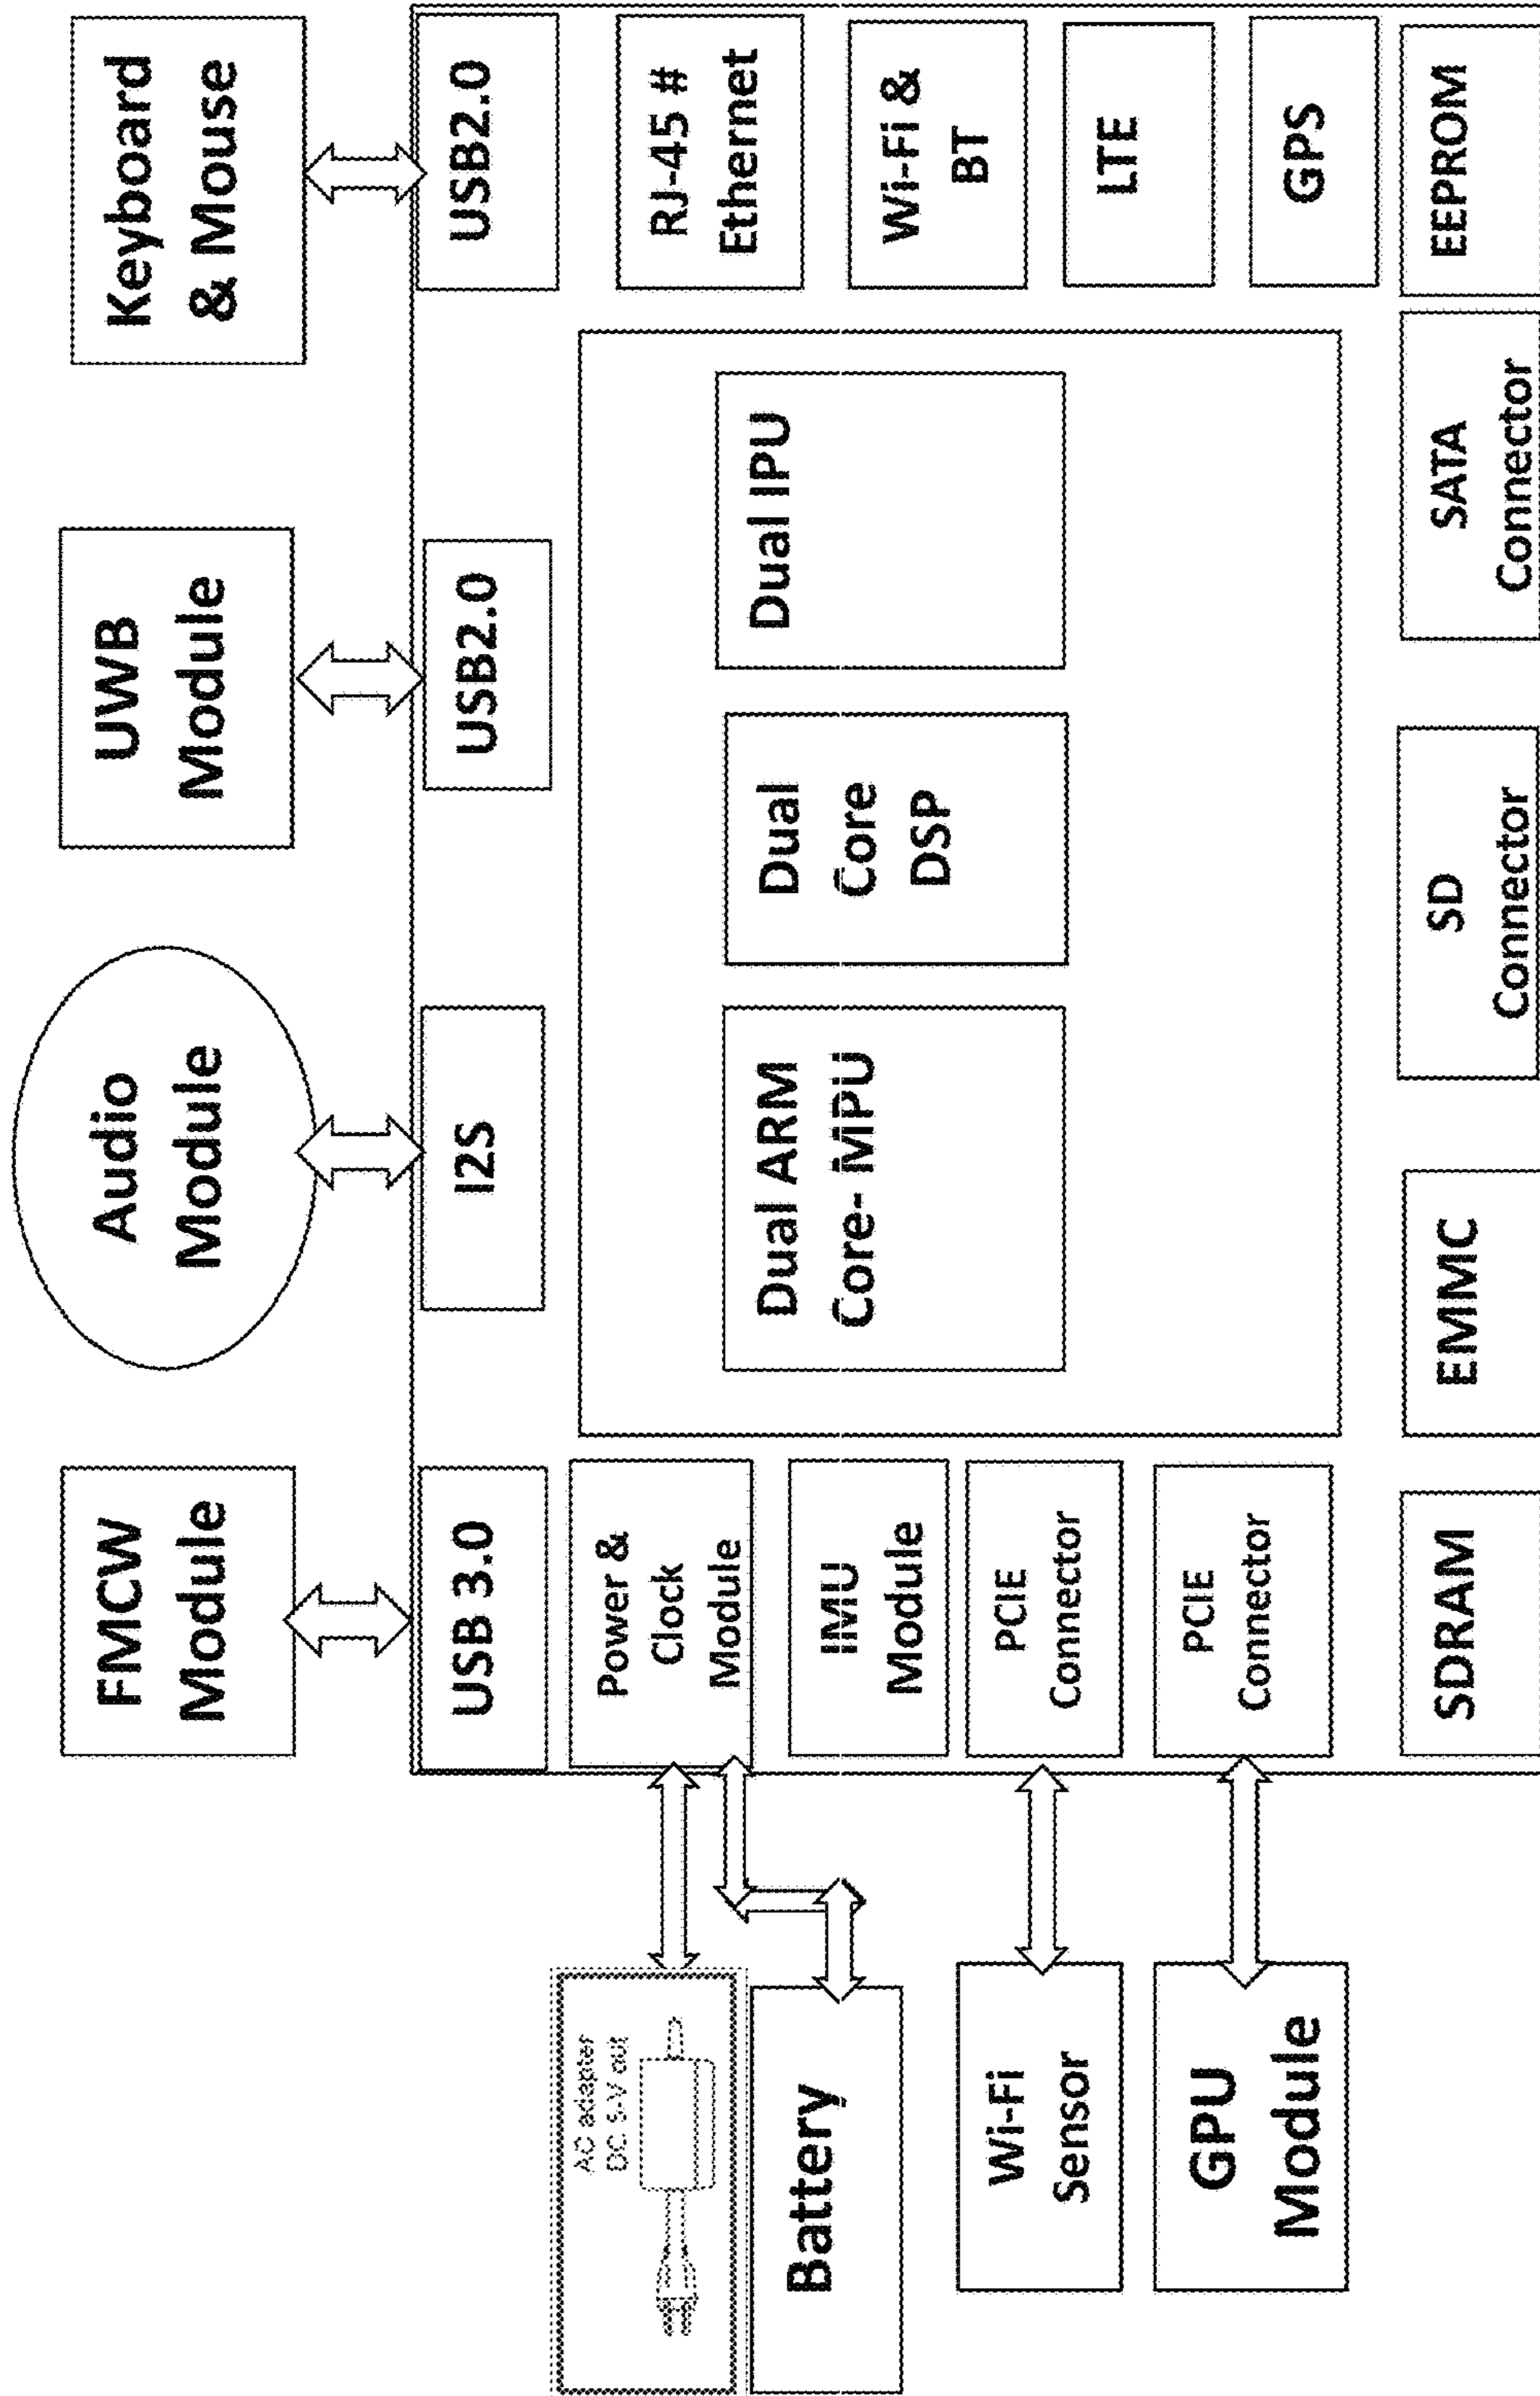 FMCW
Module
Audio
Module
UWB
Module
Keyboard
& Mouse
USB 3.0
I2S
USB2.0
USB2.0
AC adapter
DC 5-V out
Power &
Clock
Module
Battery
IMU
Module
Wi-Fi
Sensor
PCIE
Connector
GPU
Module
PCIE
Connector
Dual ARM
Core- MPU
Dual
Core
DSP
Dual IPU
RJ-45 #
Ethernet
Wi-Fi &
BT
LTE
GPS
SDRAM
EMMC
SD
Connector
SATA
Connector
EEPROM